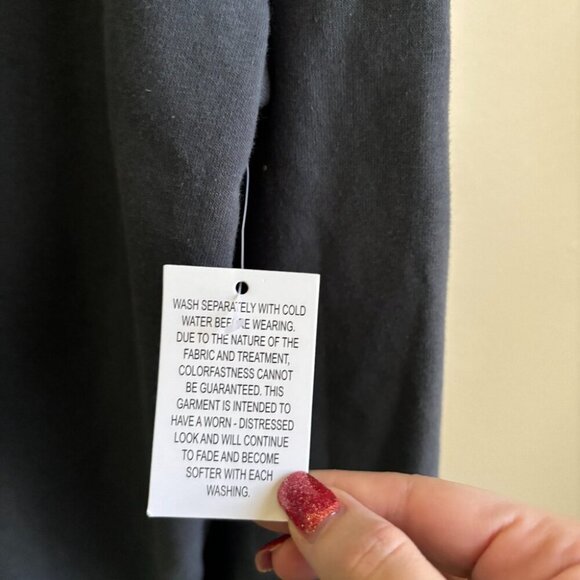 WASH SEPARATELY WITH COLD
WATER BEFORE WEARING.
DUE TO THE NATURE OF THE
FABRIC AND TREATMENT,
COLORFASTNESS CANNOT
BE GUARANTEED. THIS
GARMENT IS INTENDED TO
HAVE A WORN - DISTRESSED
LOOK AND WILL CONTINUE
TO FADE AND BECOME
SOFTER WITH EACH
WASHING.